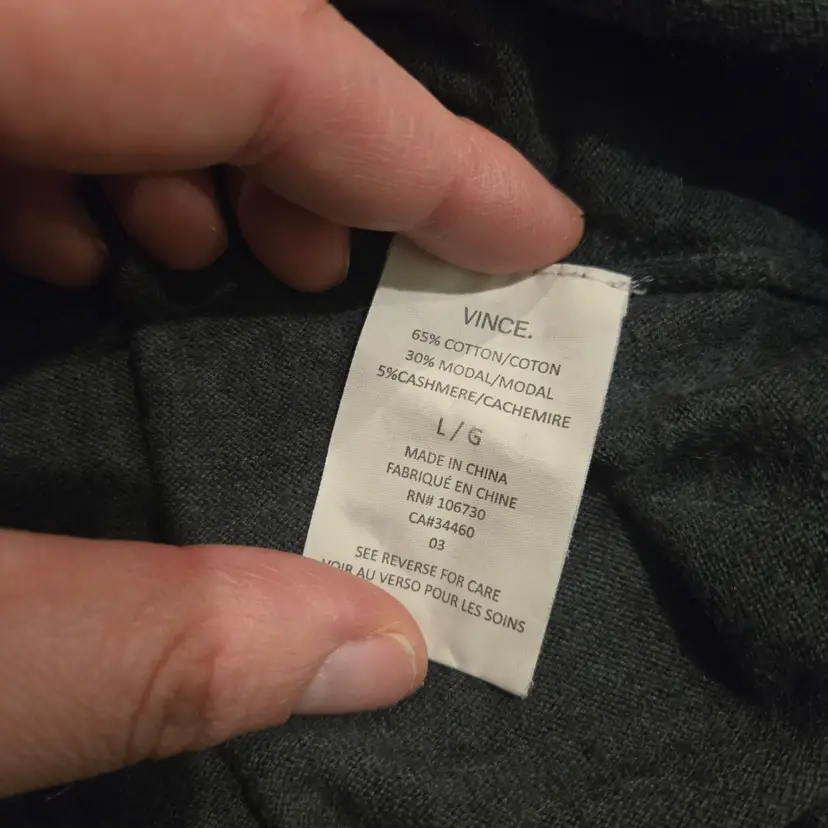 VINCE.
65% COTTON/COTON
30% MODAL/MODAL
5%CASHMERE/CACHEMIRE
L/G
MADE IN CHINA
FABRIQUÉ EN CHINE
RN# 106730
CA#34460
03
SEE REVERSE FOR CARE
VOIR AU VERSO POUR LES SOINS